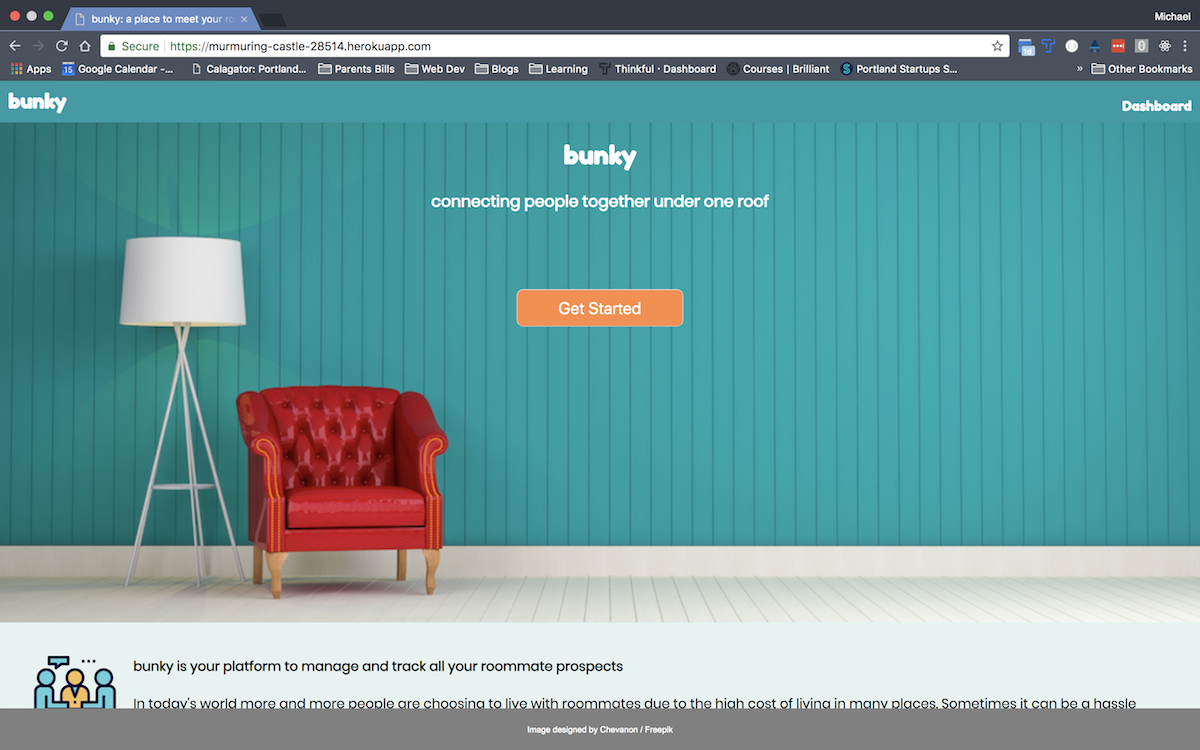 bunky: a place to meet your ro
Michael
Secure https://murmuring-castle-28514.herokuapp.com
1d
0
Apps
15 Google Calendar -...
Calagator: Portland...
Parents Bills
Web Dev
Blogs
Learning
Thinkful · Dashboard
Courses | Brilliant
Portland Startups S...
» Other Bookmarks
bunky
Dashboard
bunky
connecting people together under one roof
Get Started
bunky is your platform to manage and track all your roommate prospects
In today's world more and more people are choosing to live with roommates due to the high cost of living in many places. Sometimes it can be a hassle
Image designed by Chevanon / Freepik